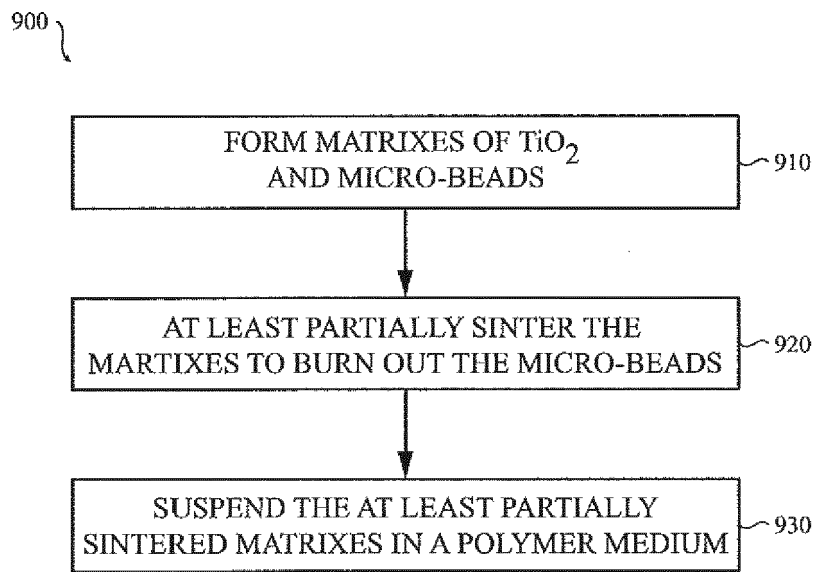 900
FORM MATRIXES OF TiO2
AND MICRO-BEADS
910
AT LEAST PARTIALLY SINTER THE
MARTIXES TO BURN OUT THE MICRO-BEADS
920
SUSPEND THE AT LEAST PARTIALLY
SINTERED MATRIXES IN A POLYMER MEDIUM
930